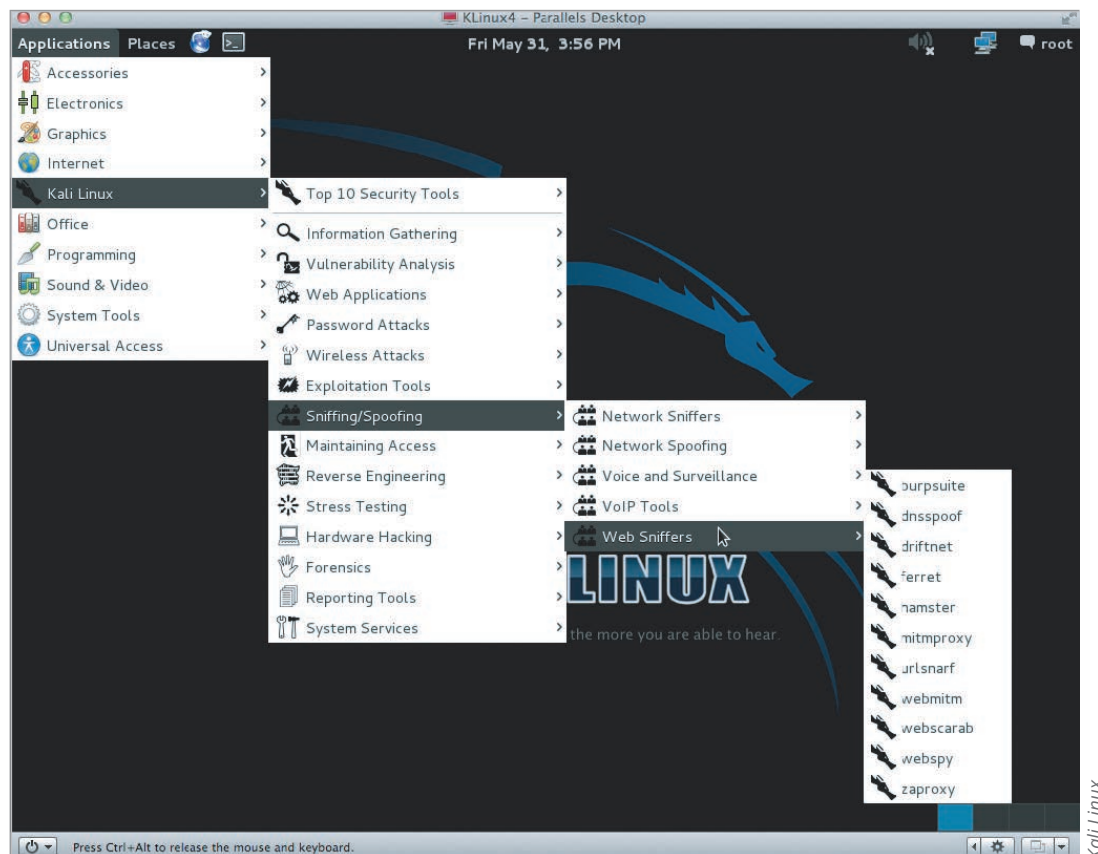 KLinux4 – Parallels Desktop
Applications Places Fri May 31, 3:56 PM root
Accessories
Electronics
Graphics
Internet
Kali Linux
Office
Programming
Sound & Video
System Tools
Universal Access
Top 10 Security Tools
Information Gathering
Vulnerability Analysis
Web Applications
Password Attacks
Wireless Attacks
Exploitation Tools
Sniffing/Spoofing
Maintaining Access
Reverse Engineering
Stress Testing
Hardware Hacking
Forensics
Reporting Tools
System Services
Network Sniffers
Network Spoofing
Voice and Surveillance
VoIP Tools
Web Sniffers
burpsuite
dnsspoof
driftnet
ferret
hamster
mitmproxy
urlsnarf
webmitm
webscarab
webspy
zaproxy
LINUX
the more you are able to hear.
Press Ctrl+Alt to release the mouse and keyboard.
Kali Linux